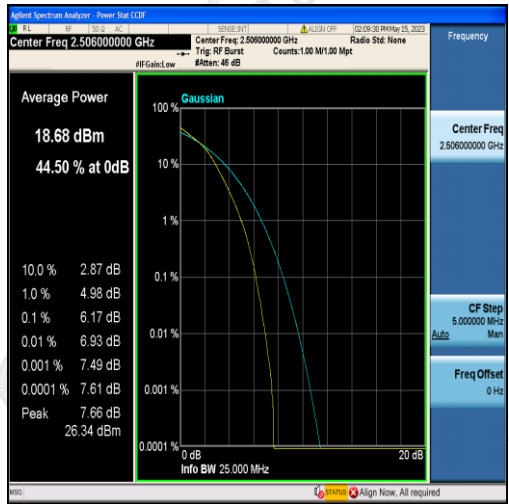 Agilent Spectrum Analyzer - Power Stat CCDF
RL RF 50 Ω AC SENSE:INT ALIGN OFF 02:09:30 PM May 15, 2023
Center Freq 2.506000000 GHz
Center Freq: 2.506000000 GHz Radio Std: None
Trig: RF Burst Counts:1.00 M/1.00 Mpt
#IFGain:Low #Atten: 46 dB
Frequency
Average Power
18.68 dBm
44.50 % at 0dB
10.0 % 2.87 dB
1.0 % 4.98 dB
0.1 % 6.17 dB
0.01 % 6.93 dB
0.001 % 7.49 dB
0.0001 % 7.61 dB
Peak 7.66 dB
26.34 dBm
100 % Gaussian
10 %
1 %
0.1 %
0.01 %
0.001 %
0.0001 %
0 dB 20 dB
Info BW 25.000 MHz
Center Freq
2.506000000 GHz
CF Step
5.000000 MHz
Auto Man
Freq Offset
0 Hz
MSG STATUS Align Now, All required